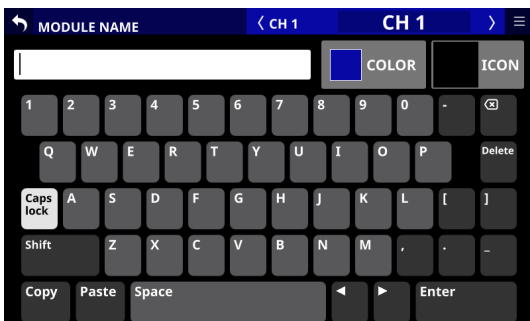 MODULE NAME 〈 CH 1 CH 1 〉
COLOR ICON
1 2 3 4 5 6 7 8 9 0 -
Q W E R T Y U I O P Delete
Caps lock A S D F G H J K L [ ]
Shift Z X C V B N M , . _
Copy Paste Space ◀ ▶ Enter